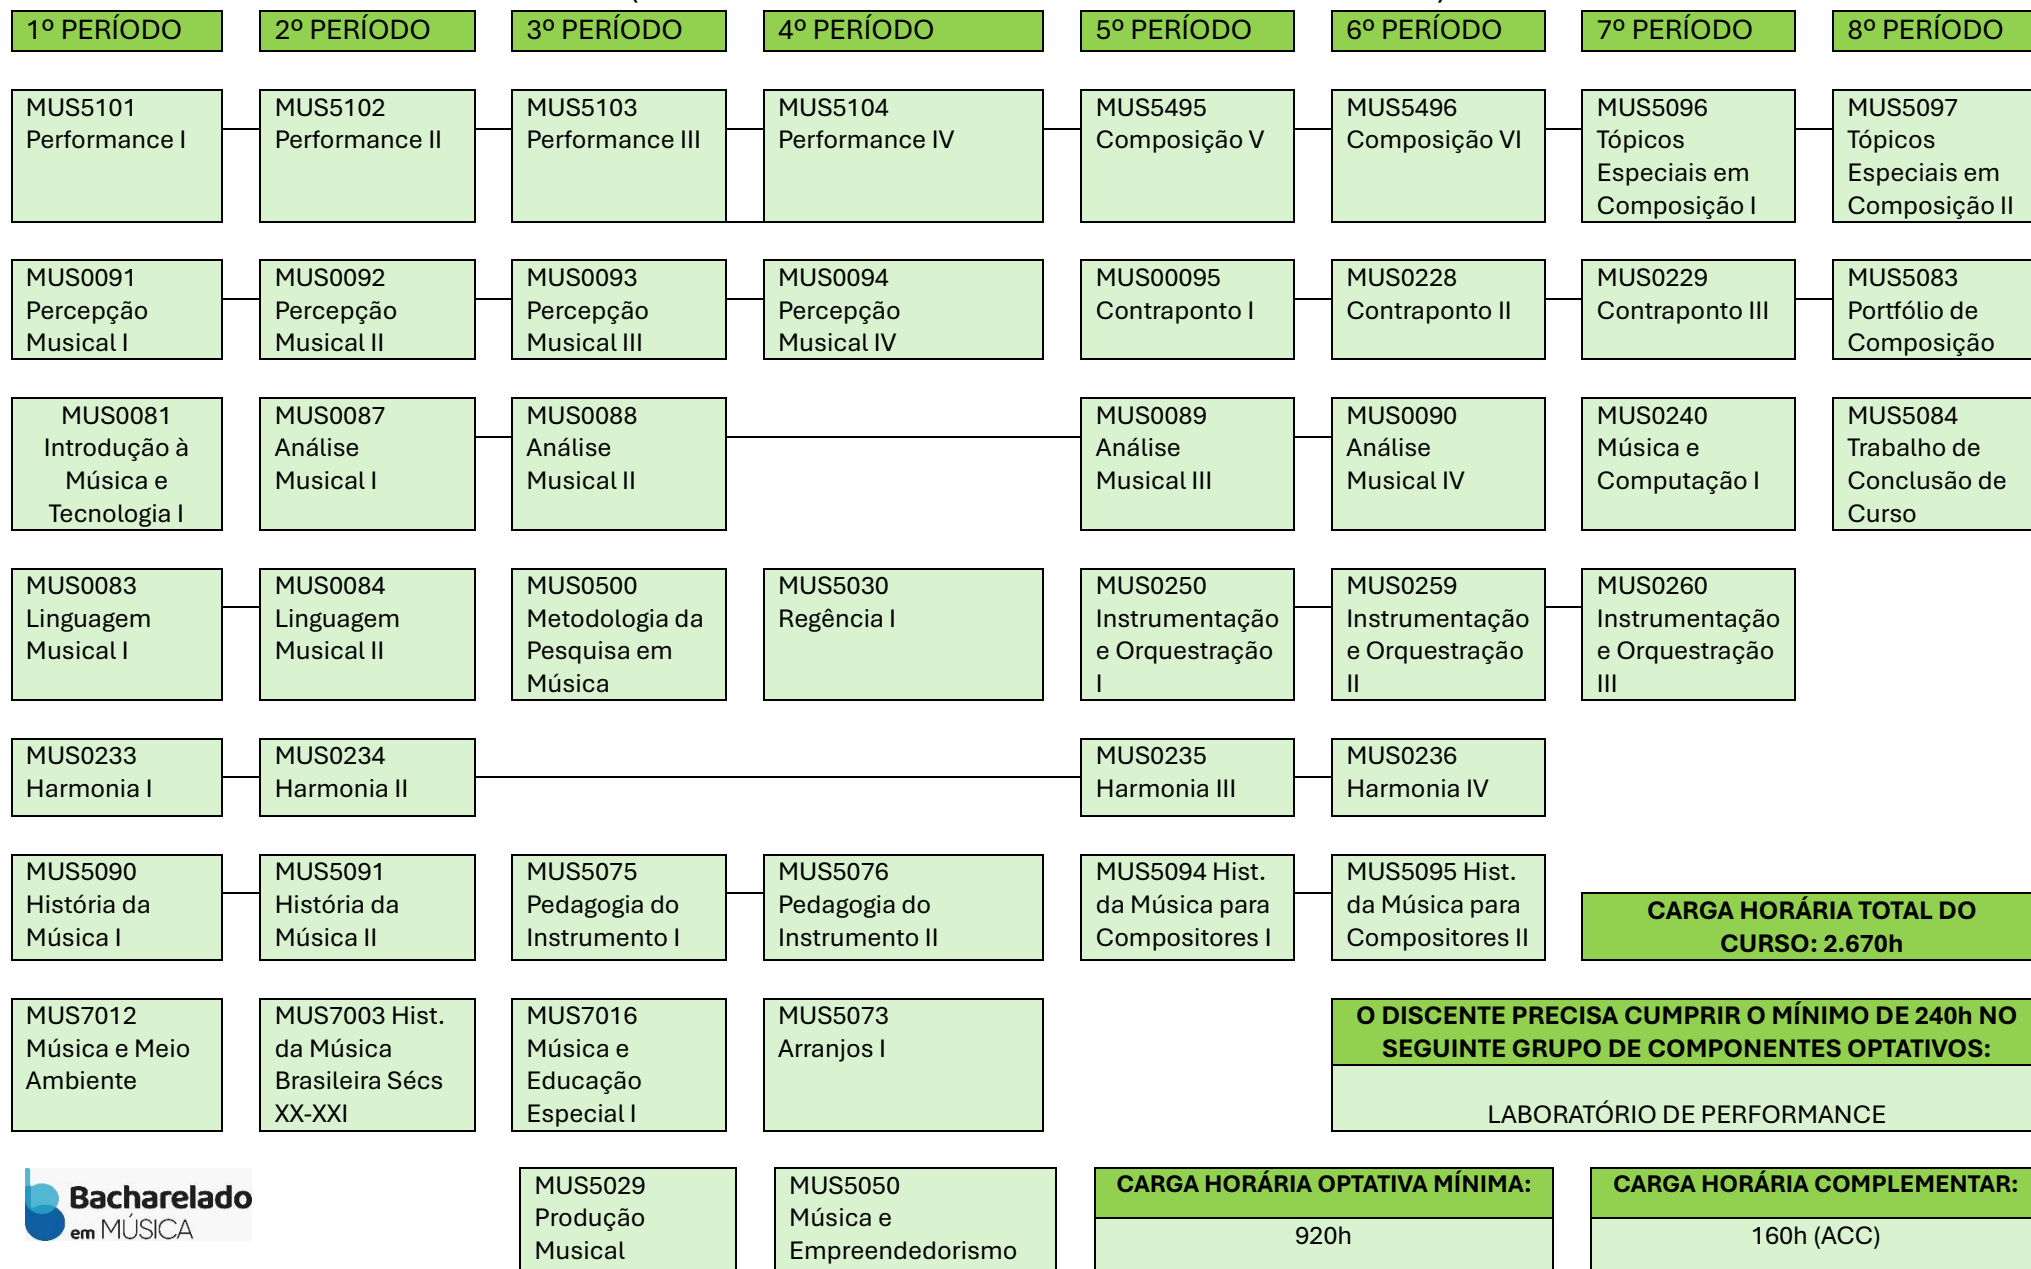 1º PERÍODO
2º PERÍODO
3º PERÍODO
4º PERÍODO
5º PERÍODO
6º PERÍODO
7º PERÍODO
8º PERÍODO
MUS5101
Performance I
MUS5102
Performance II
MUS5103
Performance III
MUS5104
Performance IV
MUS5495
Composição V
MUS5496
Composição VI
MUS5096
Tópicos
Especiais em
Composição I
MUS5097
Tópicos
Especiais em
Composição II
MUS0091
Percepção
Musical I
MUS0092
Percepção
Musical II
MUS0093
Percepção
Musical III
MUS0094
Percepção
Musical IV
MUS00095
Contraponto I
MUS0228
Contraponto II
MUS0229
Contraponto III
MUS5083
Portfólio de
Composição
MUS0081
Introdução à
Música e
Tecnologia I
MUS0087
Análise
Musical I
MUS0088
Análise
Musical II
MUS0089
Análise
Musical III
MUS0090
Análise
Musical IV
MUS0240
Música e
Computação I
MUS5084
Trabalho de
Conclusão de
Curso
MUS0083
Linguagem
Musical I
MUS0084
Linguagem
Musical II
MUS0500
Metodologia da
Pesquisa em
Música
MUS5030
Regência I
MUS0250
Instrumentação
e Orquestração
I
MUS0259
Instrumentação
e Orquestração
II
MUS0260
Instrumentação
e Orquestração
III
MUS0233
Harmonia I
MUS0234
Harmonia II
MUS0235
Harmonia III
MUS0236
Harmonia IV
MUS5090
História da
Música I
MUS5091
História da
Música II
MUS5075
Pedagogia do
Instrumento I
MUS5076
Pedagogia do
Instrumento II
MUS5094 Hist.
da Música para
Compositores I
MUS5095 Hist.
da Música para
Compositores II
CARGA HORÁRIA TOTAL DO
CURSO: 2.670h
MUS7012
Música e Meio
Ambiente
MUS7003 Hist.
da Música
Brasileira Sécs
XX-XXI
MUS7016
Música e
Educação
Especial I
MUS5073
Arranjos I
O DISCENTE PRECISA CUMPRIR O MÍNIMO DE 240h NO
SEGUINTE GRUPO DE COMPONENTES OPTATIVOS:
LABORATÓRIO DE PERFORMANCE
Bacharelado
em MÚSICA
MUS5029
Produção
Musical
MUS5050
Música e
Empreendedorismo
CARGA HORÁRIA OPTATIVA MÍNIMA:
920h
CARGA HORÁRIA COMPLEMENTAR:
160h (ACC)